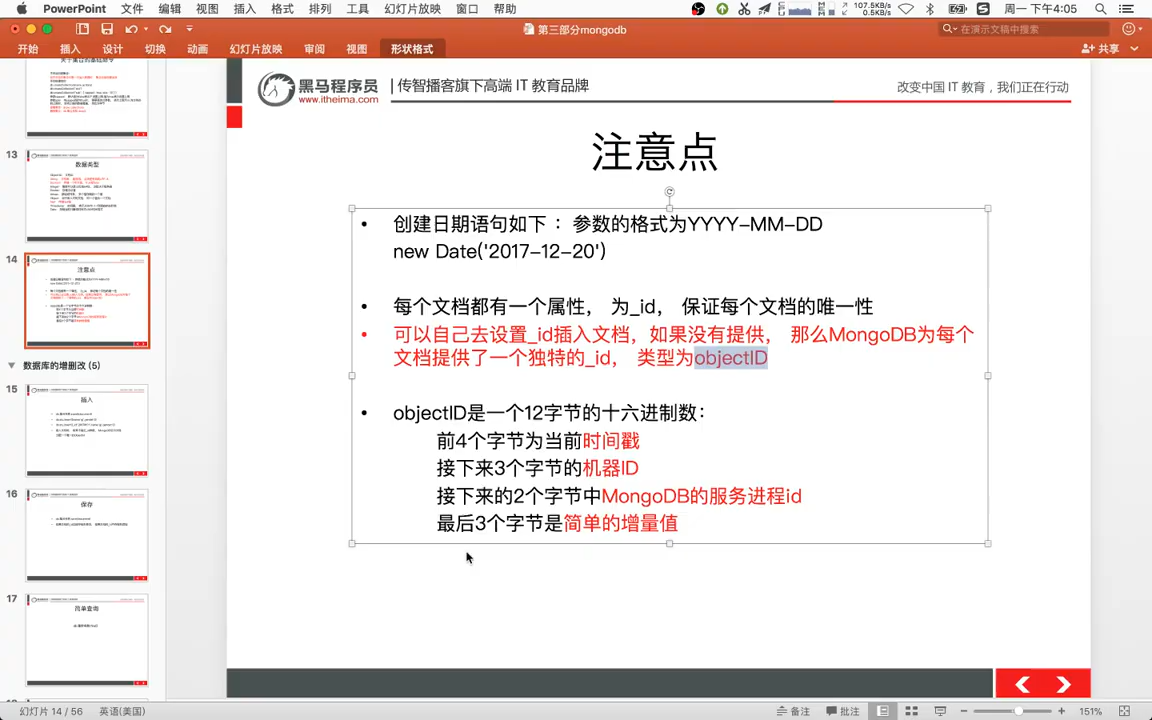 PowerPoint 文件 编辑 视图 插入 格式 排列 工具 幻灯片放映 窗口 帮助 107.5KB/s 0.5KB/s 周一 下午4:05
第三部分mongodb
在演示文稿中搜索
开始 插入 设计 切换 动画 幻灯片放映 审阅 视图 形状格式 共享
13
数据类型
14
注意点
数据库的增删改 (5)
15
插入
16
保存
17
简单查询
黑马程序员
www.itheima.com
传智播客旗下高端 IT 教育品牌
改变中国 IT 教育，我们正在行动
注意点
• 创建日期语句如下 ：参数的格式为YYYY-MM-DD
new Date('2017-12-20')
• 每个文档都有一个属性， 为_id， 保证每个文档的唯一性
• 可以自己去设置_id插入文档，如果没有提供， 那么MongoDB为每个
文档提供了一个独特的_id， 类型为objectID
• objectID是一个12字节的十六进制数：
前4个字节为当前时间戳
接下来3个字节的机器ID
接下来的2个字节中MongoDB的服务进程id
最后3个字节是简单的增量值
幻灯片 14 / 56 英语(美国) 备注 批注 151%